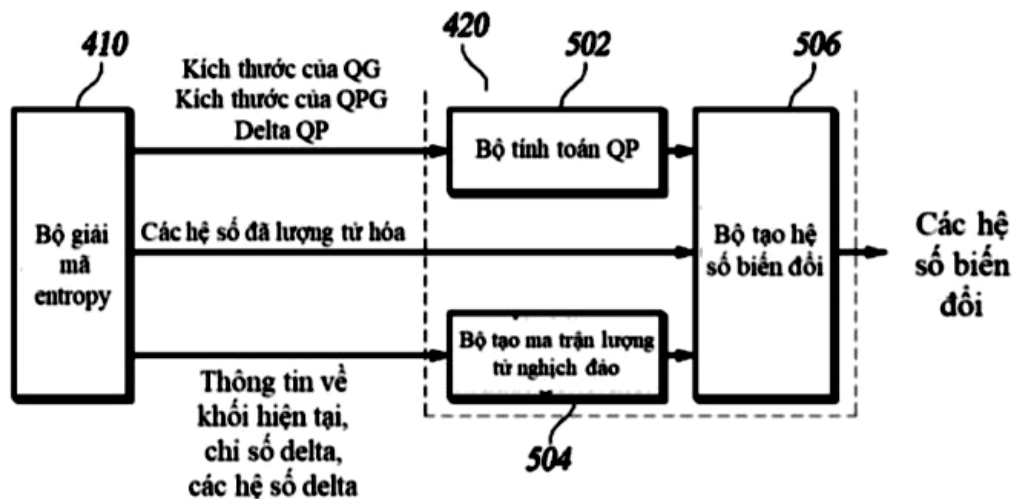 410
Kích thước của QG
Kích thước của QPG
Delta QP
420
502
506
Bộ tính toán QP
Bộ giải
mã
entropy
Các hệ số đã lượng tử hóa
Bộ tạo hệ
số biến đổi
Các hệ
số biến
đổi
Bộ tạo ma trận lượng
tử nghịch đảo
Thông tin về
khối hiện tại,
chỉ số delta,
các hệ số delta
504